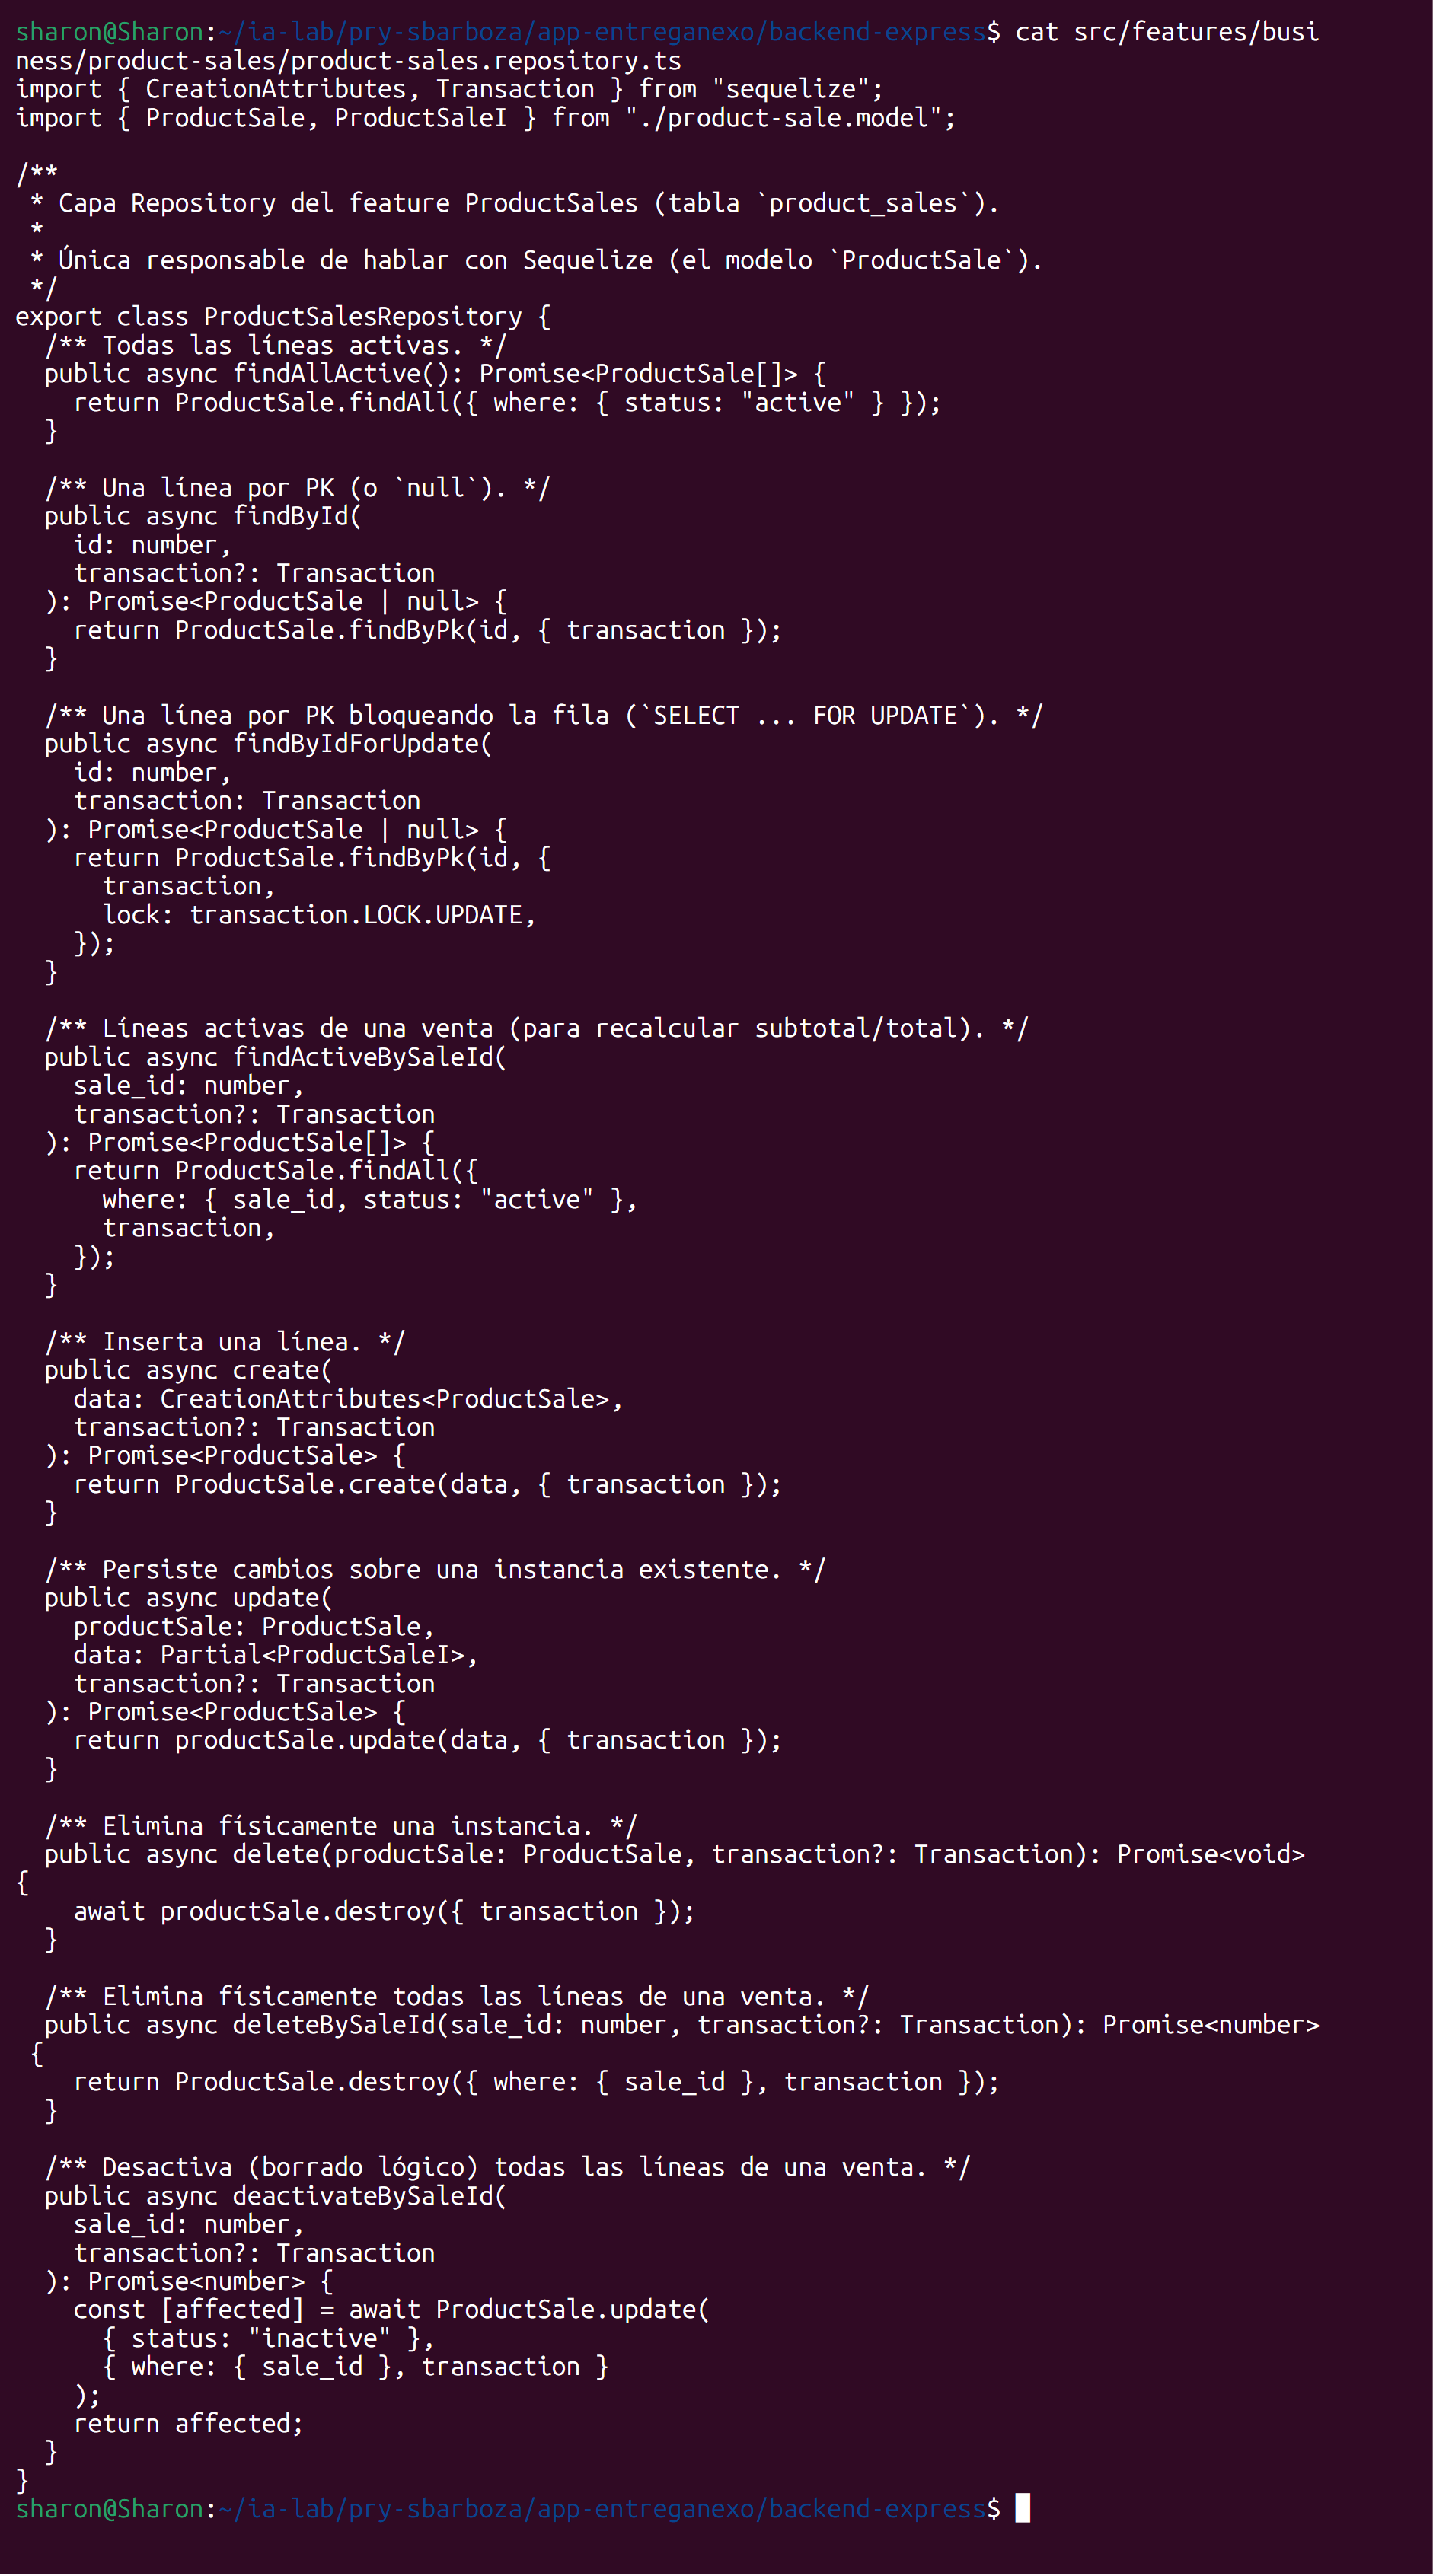 sharon@Sharon:~/ia-lab/pry-sbarboza/app-entreganexo/backend-express$ cat src/features/busi
ness/product-sales/product-sales.repository.ts
import { CreationAttributes, Transaction } from "sequelize";
import { ProductSale, ProductSaleI } from "./product-sale.model";

/**
 * Capa Repository del feature ProductSales (tabla `product_sales`).
 *
 * Única responsable de hablar con Sequelize (el modelo `ProductSale`).
 */
export class ProductSalesRepository {
  /** Todas las líneas activas. */
  public async findAllActive(): Promise<ProductSale[]> {
    return ProductSale.findAll({ where: { status: "active" } });
  }

  /** Una línea por PK (o `null`). */
  public async findById(
    id: number,
    transaction?: Transaction
  ): Promise<ProductSale | null> {
    return ProductSale.findByPk(id, { transaction });
  }

  /** Una línea por PK bloqueando la fila (`SELECT ... FOR UPDATE`). */
  public async findByIdForUpdate(
    id: number,
    transaction: Transaction
  ): Promise<ProductSale | null> {
    return ProductSale.findByPk(id, {
      transaction,
      lock: transaction.LOCK.UPDATE,
    });
  }

  /** Líneas activas de una venta (para recalcular subtotal/total). */
  public async findActiveBySaleId(
    sale_id: number,
    transaction?: Transaction
  ): Promise<ProductSale[]> {
    return ProductSale.findAll({
      where: { sale_id, status: "active" },
      transaction,
    });
  }

  /** Inserta una línea. */
  public async create(
    data: CreationAttributes<ProductSale>,
    transaction?: Transaction
  ): Promise<ProductSale> {
    return ProductSale.create(data, { transaction });
  }

  /** Persiste cambios sobre una instancia existente. */
  public async update(
    productSale: ProductSale,
    data: Partial<ProductSaleI>,
    transaction?: Transaction
  ): Promise<ProductSale> {
    return productSale.update(data, { transaction });
  }

  /** Elimina físicamente una instancia. */
  public async delete(productSale: ProductSale, transaction?: Transaction): Promise<void>
{
    await productSale.destroy({ transaction });
  }

  /** Elimina físicamente todas las líneas de una venta. */
  public async deleteBySaleId(sale_id: number, transaction?: Transaction): Promise<number>
 {
    return ProductSale.destroy({ where: { sale_id }, transaction });
  }

  /** Desactiva (borrado lógico) todas las líneas de una venta. */
  public async deactivateBySaleId(
    sale_id: number,
    transaction?: Transaction
  ): Promise<number> {
    const [affected] = await ProductSale.update(
      { status: "inactive" },
      { where: { sale_id }, transaction }
    );
    return affected;
  }
}
sharon@Sharon:~/ia-lab/pry-sbarboza/app-entreganexo/backend-express$